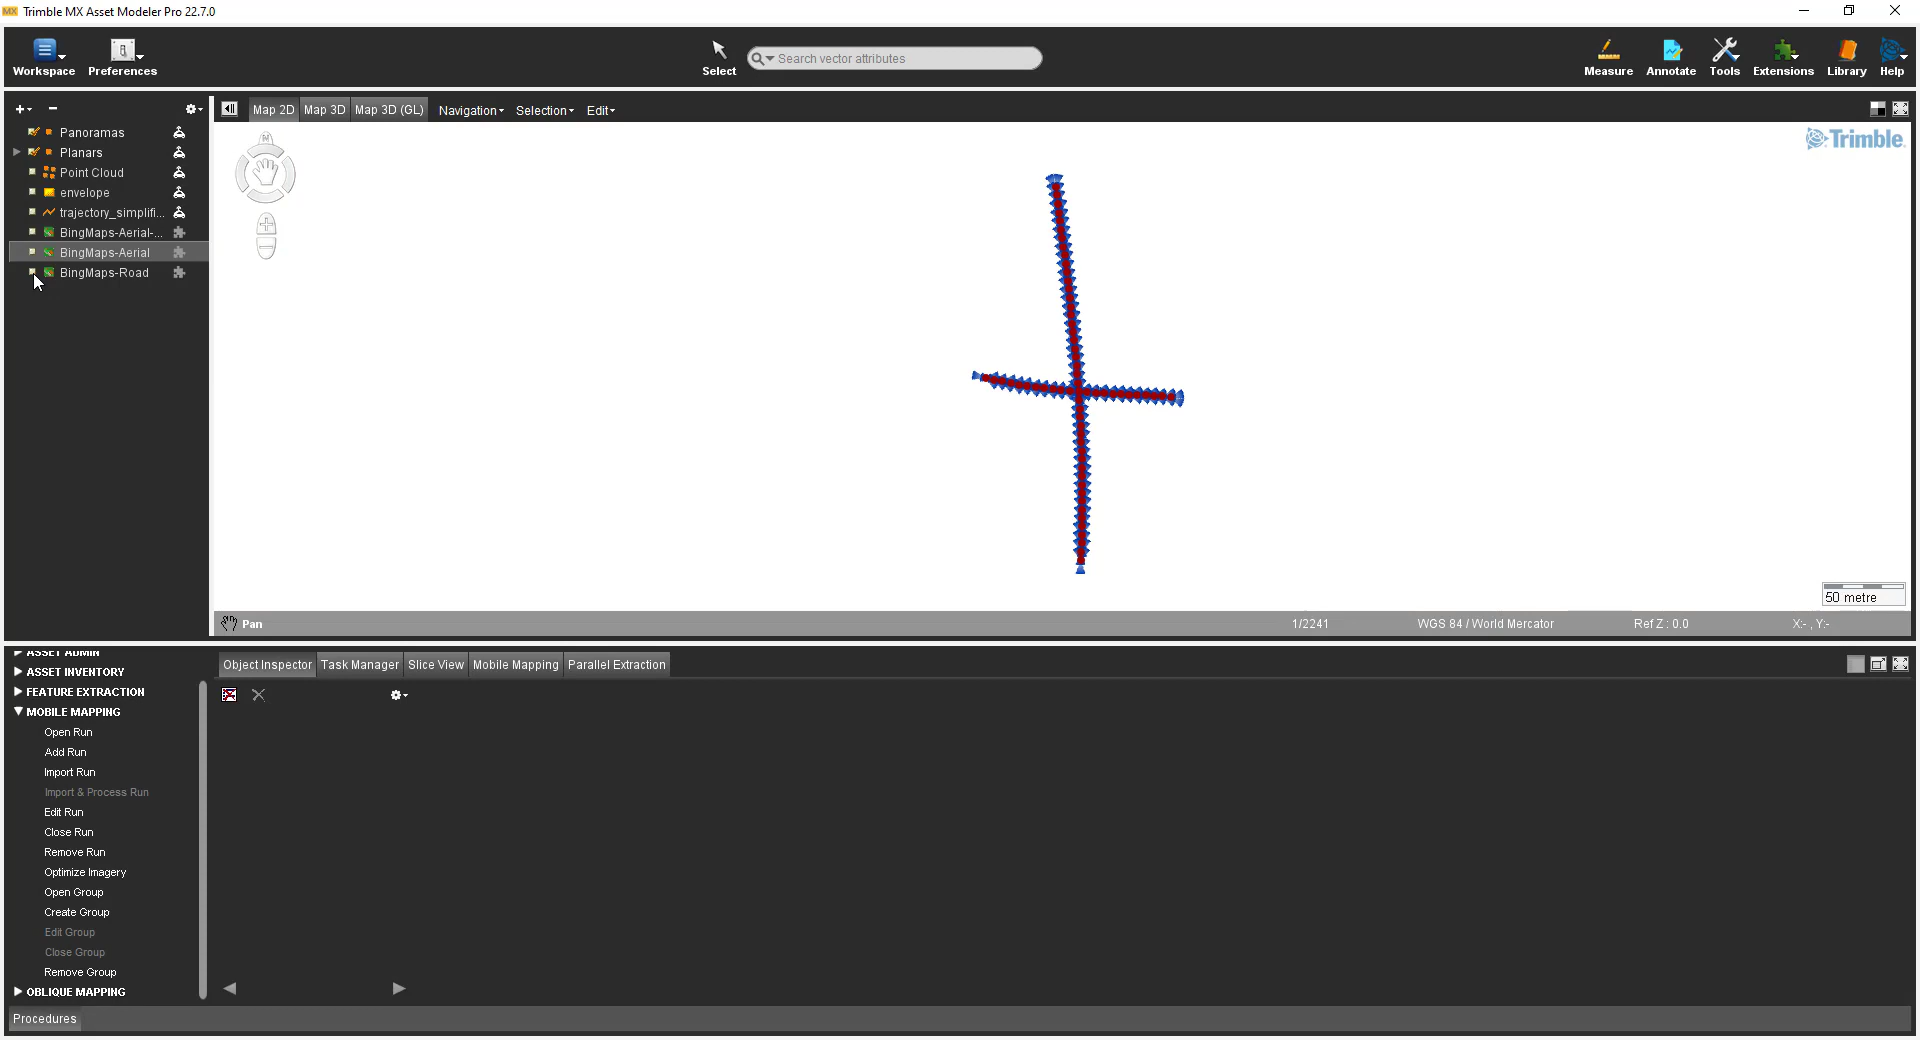 MX Trimble MX Asset Modeler Pro 22.7.0
Workspace Preferences Select Search vector attributes Measure Annotate Tools Extensions Library Help
Map 2D Map 3D Map 3D (GL) Navigation Selection Edit
Panoramas
Planars
Point Cloud
envelope
trajectory_simplifi...
BingMaps-Aerial-...
BingMaps-Aerial
BingMaps-Road
M
Trimble.
50 metre
Pan 1/2241 WGS 84 / World Mercator Ref Z : 0.0 X:- , Y:-
ASSET ADMIN
ASSET INVENTORY
FEATURE EXTRACTION
MOBILE MAPPING
Open Run
Add Run
Import Run
Import & Process Run
Edit Run
Close Run
Remove Run
Optimize Imagery
Open Group
Create Group
Edit Group
Close Group
Remove Group
OBLIQUE MAPPING
Object Inspector Task Manager Slice View Mobile Mapping Parallel Extraction
Procedures